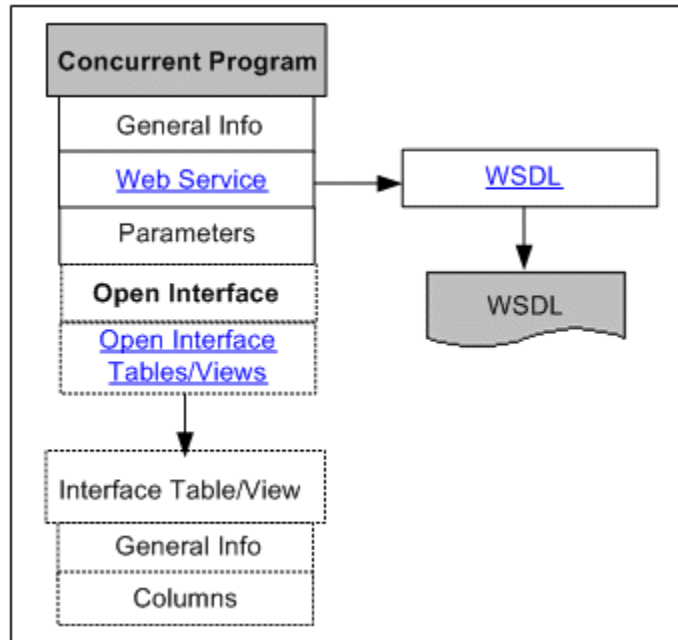 Concurrent Program
General Info
Web Service
Parameters
Open Interface
Open Interface
Tables/Views
WSDL
WSDL
Interface Table/View
General Info
Columns